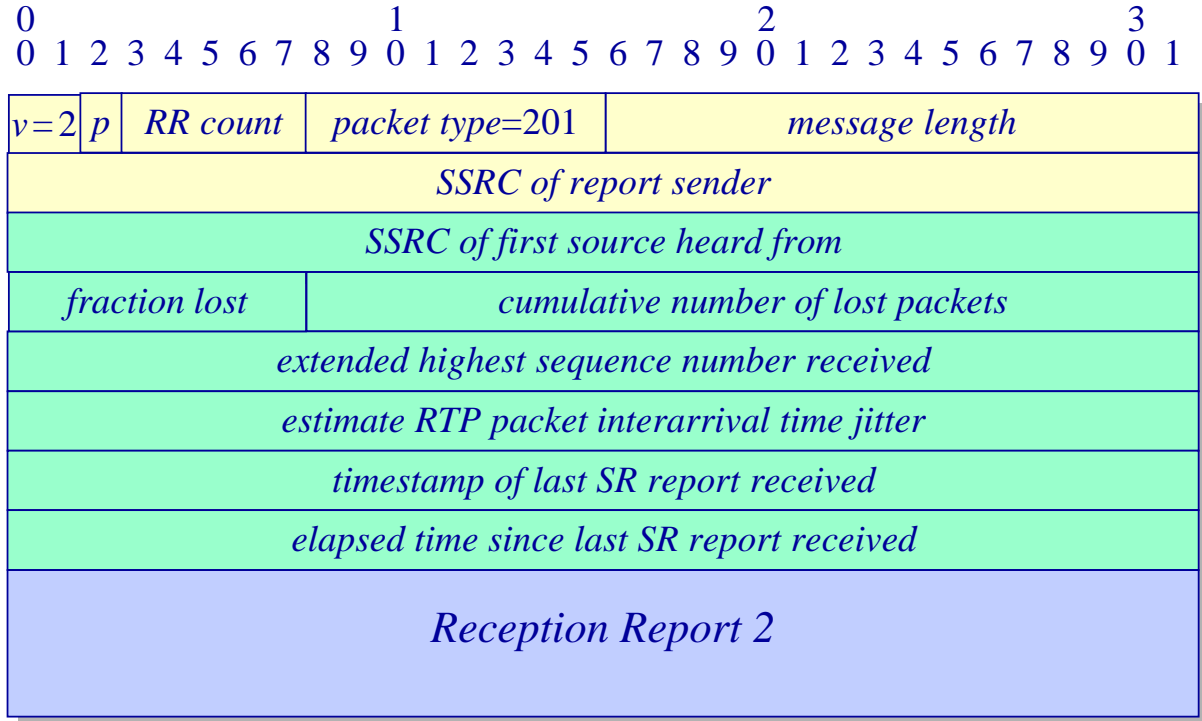 0 1 2 3
0 1 2 3 4 5 6 7 8 9 0 1 2 3 4 5 6 7 8 9 0 1 2 3 4 5 6 7 8 9 0 1
v=2 p RR count packet type=201 message length
SSRC of report sender
SSRC of first source heard from
fraction lost cumulative number of lost packets
extended highest sequence number received
estimate RTP packet interarrival time jitter
timestamp of last SR report received
elapsed time since last SR report received
Reception Report 2